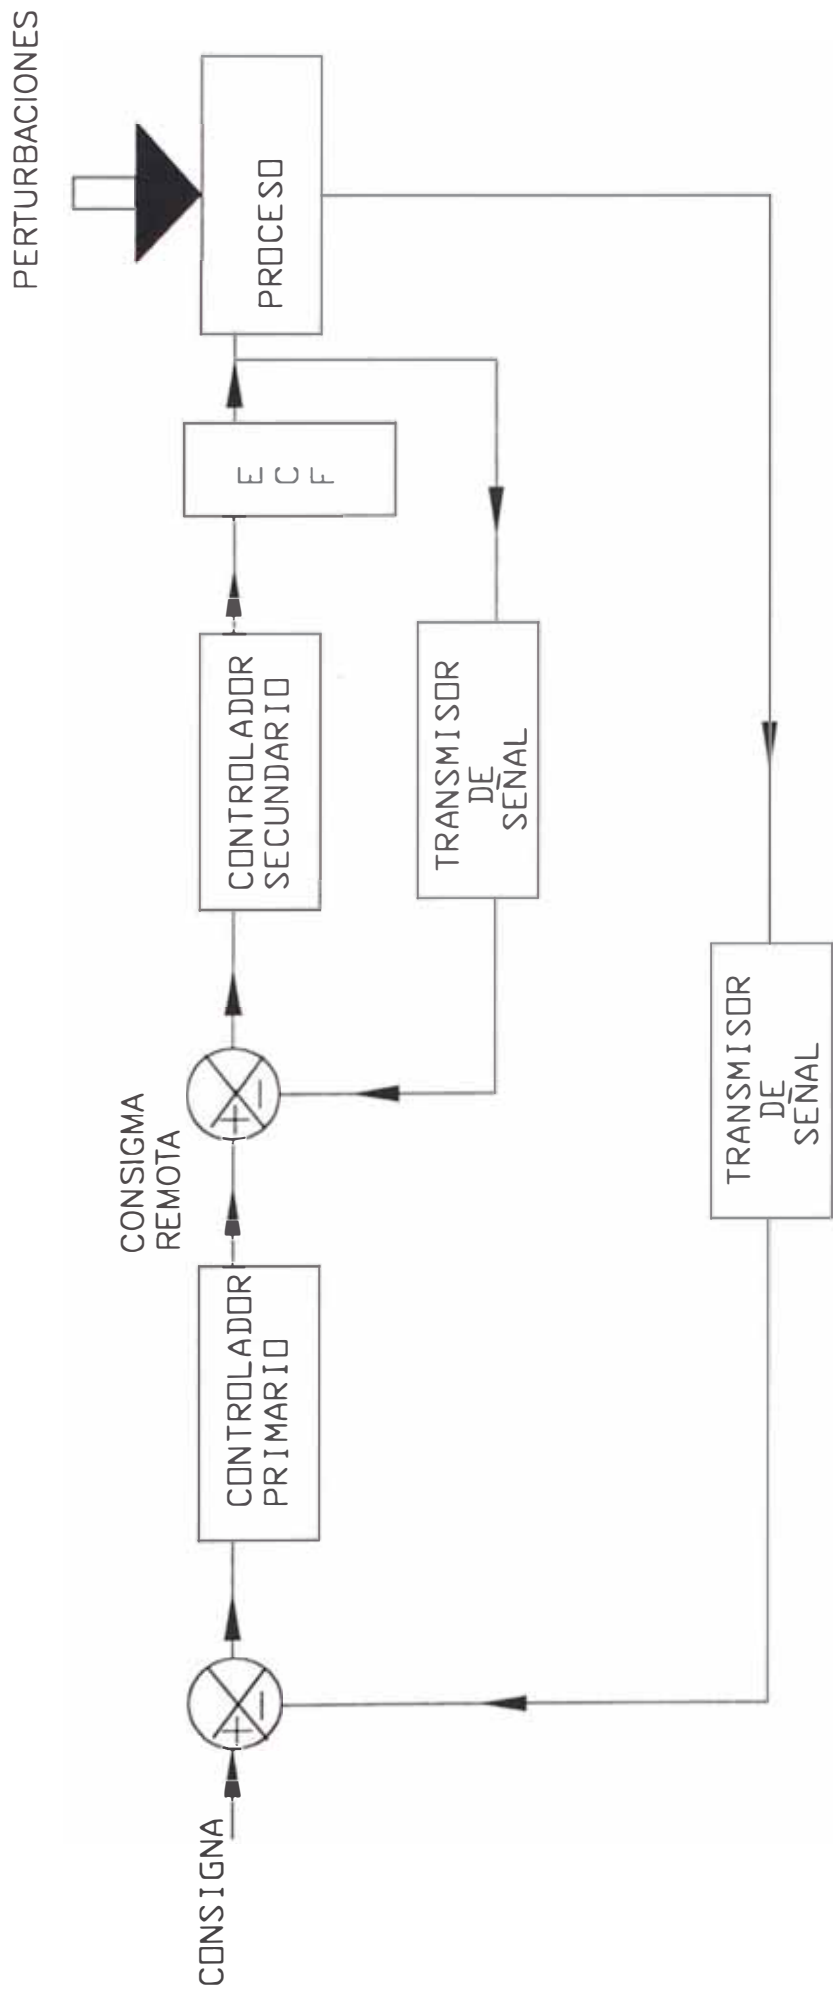 CONSIGNA
+
−
CONTROLADOR
PRIMARIO
CONSIGMA
REMOTA
+
−
CONTROLADOR
SECUNDARIO
E
C
F
PROCESO
PERTURBACIONES
TRANSMISOR
DE
SEÑAL
TRANSMISOR
DE
SEÑAL